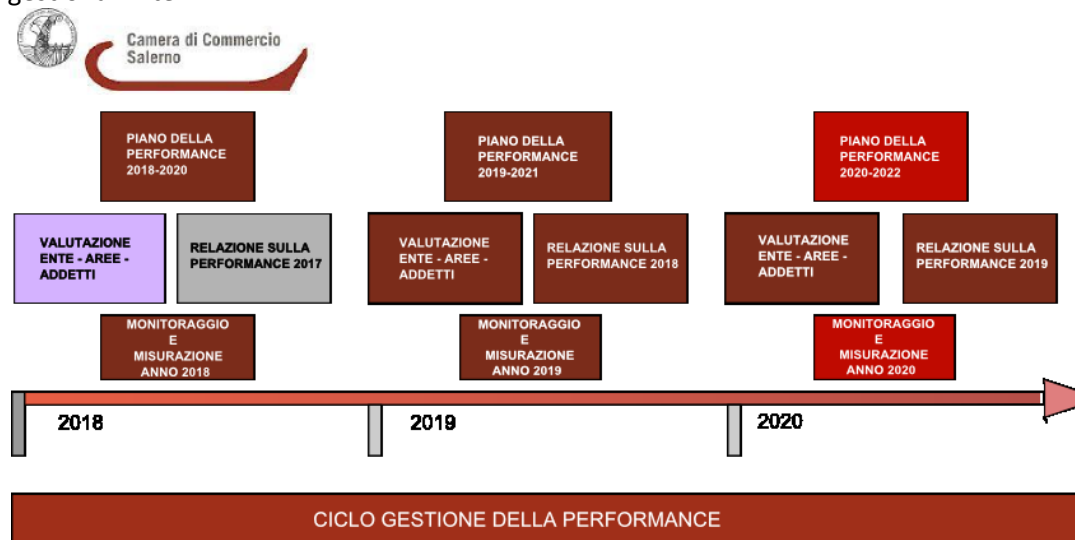 Camera di Commercio
Salerno
PIANO DELLA
PERFORMANCE
2018-2020
PIANO DELLA
PERFORMANCE
2019-2021
PIANO DELLA
PERFORMANCE
2020-2022
VALUTAZIONE
ENTE - AREE -
ADDETTI
RELAZIONE SULLA
PERFORMANCE 2017
VALUTAZIONE
ENTE - AREE -
ADDETTI
RELAZIONE SULLA
PERFORMANCE 2018
VALUTAZIONE
ENTE - AREE -
ADDETTI
RELAZIONE SULLA
PERFORMANCE 2019
MONITORAGGIO
E
MISURAZIONE
ANNO 2018
MONITORAGGIO
E
MISURAZIONE
ANNO 2019
MONITORAGGIO
E
MISURAZIONE
ANNO 2020
2018
2019
2020
CICLO GESTIONE DELLA PERFORMANCE